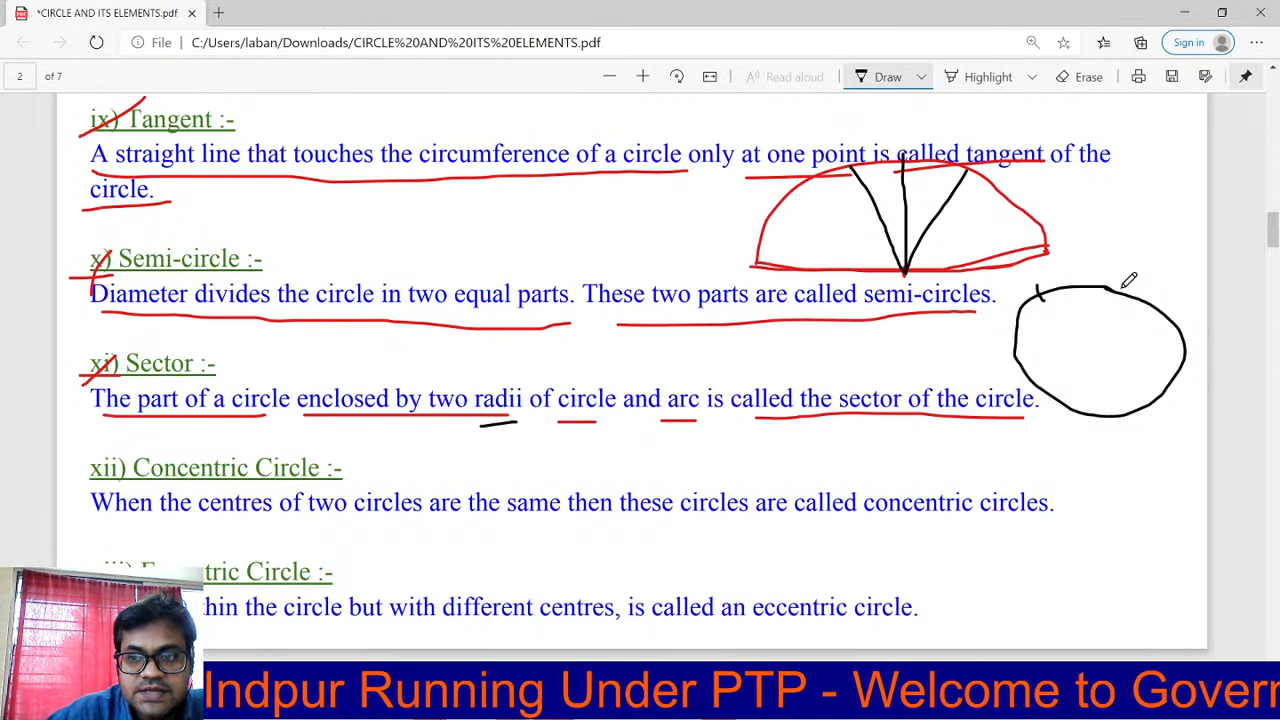 *CIRCLE AND ITS ELEMENTS.pdf
File
C:/Users/laban/Downloads/CIRCLE%20AND%20ITS%20ELEMENTS.pdf
Sign in
2 of 7
Read aloud
Draw
Highlight
Erase
ix) Tangent :-
A straight line that touches the circumference of a circle only at one point is called tangent of the
circle.
x) Semi-circle :-
Diameter divides the circle in two equal parts. These two parts are called semi-circles.
xi) Sector :-
The part of a circle enclosed by two radii of circle and arc is called the sector of the circle.
xii) Concentric Circle :-
When the centres of two circles are the same then these circles are called concentric circles.
tric Circle :-
thin the circle but with different centres, is called an eccentric circle.
Indpur Running Under PTP - Welcome to Govern